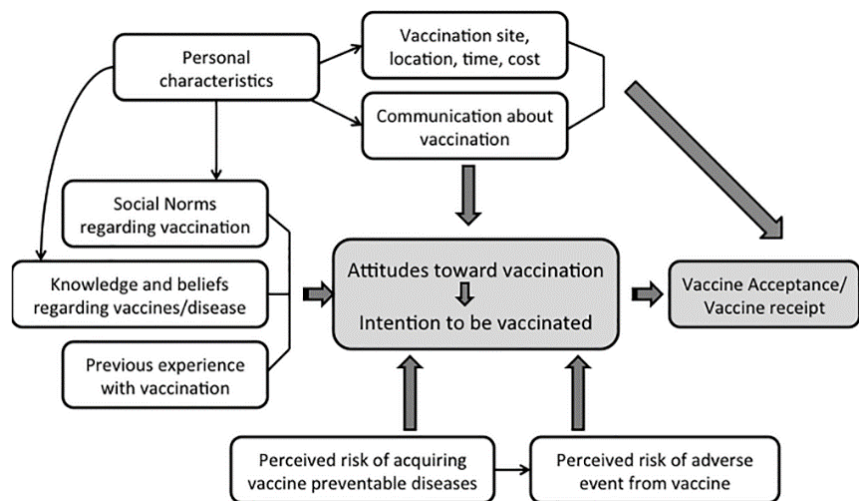 Personal
characteristics
Vaccination site,
location, time, cost
Communication about
vaccination
Social Norms
regarding vaccination
Knowledge and beliefs
regarding vaccines/disease
Previous experience
with vaccination
Attitudes toward vaccination
Intention to be vaccinated
Vaccine Acceptance/
Vaccine receipt
Perceived risk of acquiring
vaccine preventable diseases
Perceived risk of adverse
event from vaccine